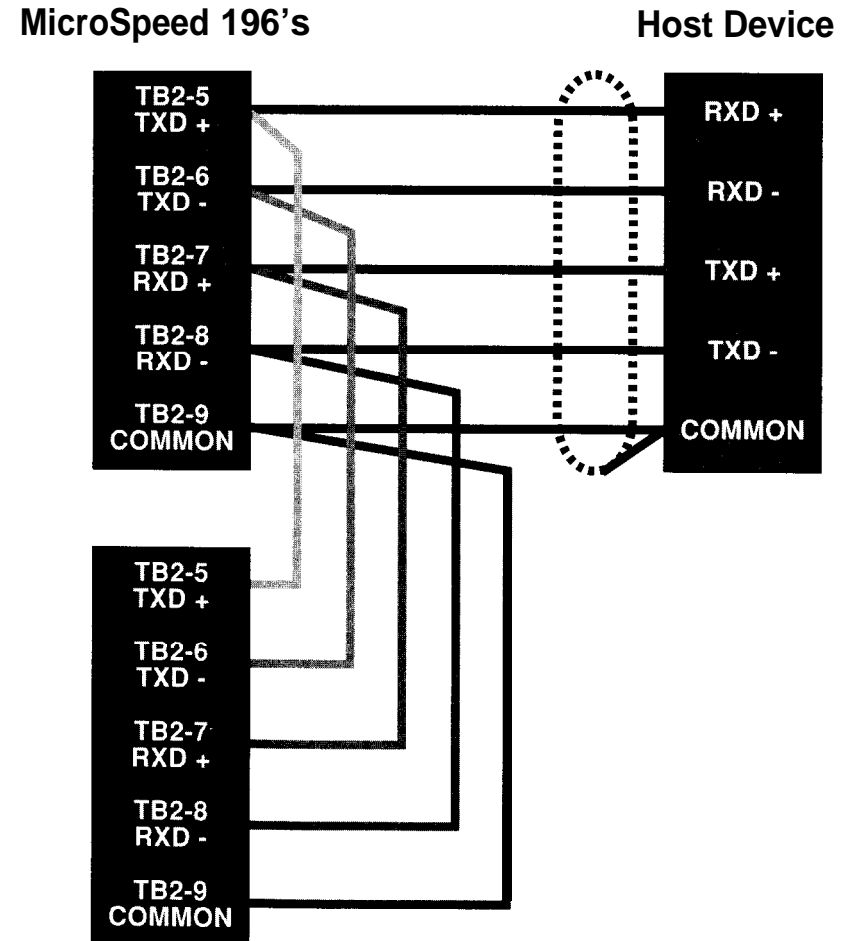 MicroSpeed 196's
Host Device
TB2-5
TXD +
TB2-6
TXD -
TB2-7
RXD +
TB2-8
RXD -
TB2-9
COMMON
RXD +
RXD -
TXD +
TXD -
COMMON
TB2-5
TXD +
TB2-6
TXD -
TB2-7
RXD +
TB2-8
RXD -
TB2-9
COMMON